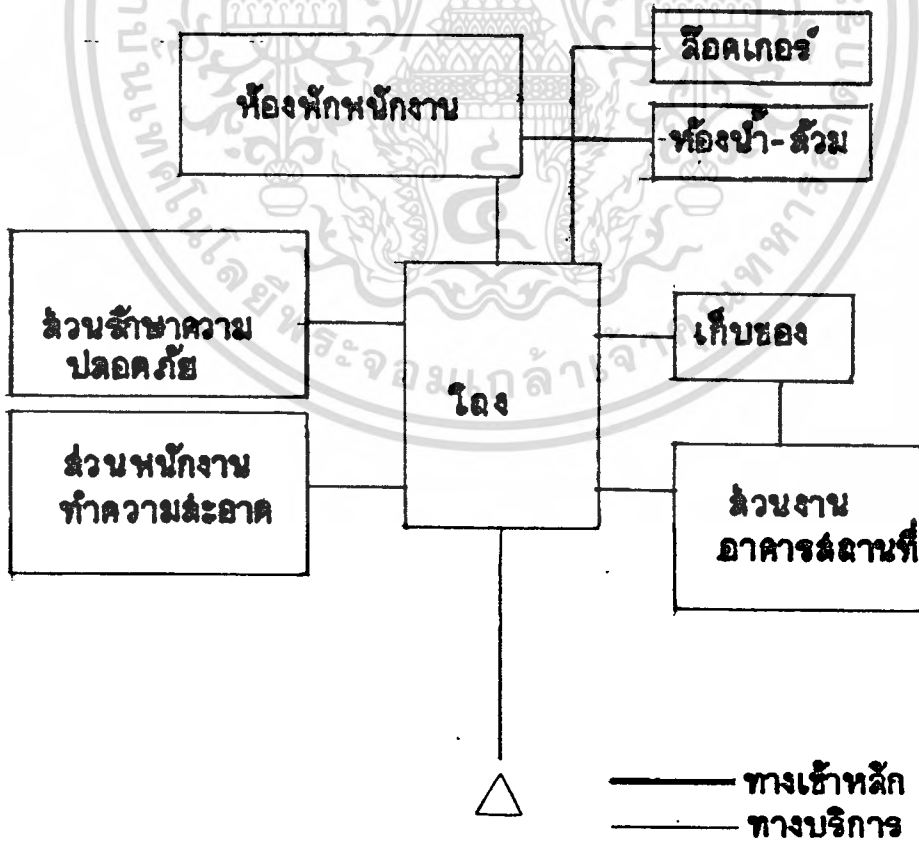 ล๊อคเกอร์
ห้องพักพนักงาน
ห้องน้ำ-ส้วม
ส่วนรักษาความ
ปลอดภัย
เก็บของ
โถง
ส่วนพนักงาน
ทำความสะอาด
ส่วนงาน
อาคารสถานที่
ทางเข้าหลัก
ทางบริการ